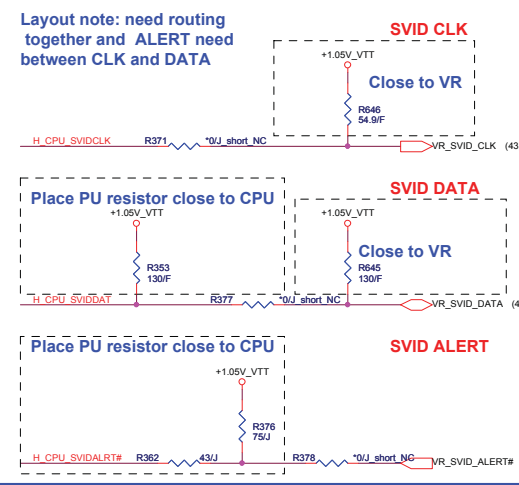 Layout note: need routing
together and ALERT need
between CLK and DATA
SVID CLK
+1.05V_VTT
Close to VR
R646
54.9/F
H_CPU_SVIDCLK
R371
*0/J_short_NC
VR_SVID_CLK (43
SVID DATA
Place PU resistor close to CPU
+1.05V_VTT
+1.05V_VTT
Close to VR
R353
130/F
R645
130/F
H_CPU_SVIDDAT
R377
*0/J_short_NC
VR_SVID_DATA (4
Place PU resistor close to CPU
SVID ALERT
+1.05V_VTT
R376
75/J
H_CPU_SVIDALRT#
R362
43/J
R378
*0/J_short_NC
VR_SVID_ALERT#